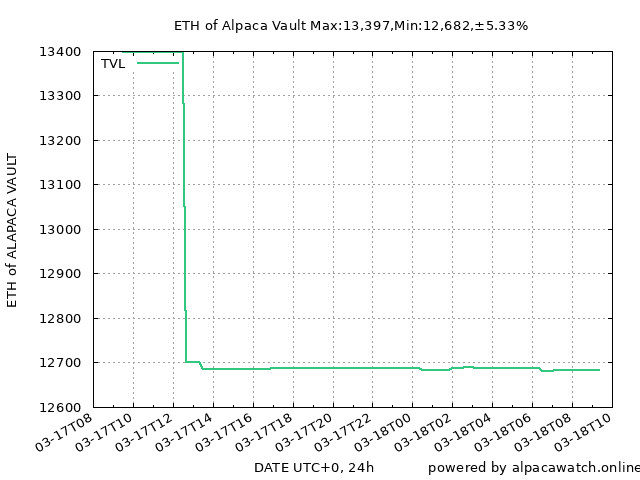 ETH of Alpaca Vault Max:13,397,Min:12,682,±5.33%
TVL
13400
13300
13200
13100
13000
12900
12800
12700
12600
ETH of ALAPACA VAULT
03-17T08
03-17T10
03-17T12
03-17T14
03-17T16
03-17T18
03-17T20
03-17T22
03-18T00
03-18T02
03-18T04
03-18T06
03-18T08
03-18T10
DATE UTC+0, 24h
powered by alpacawatch.online